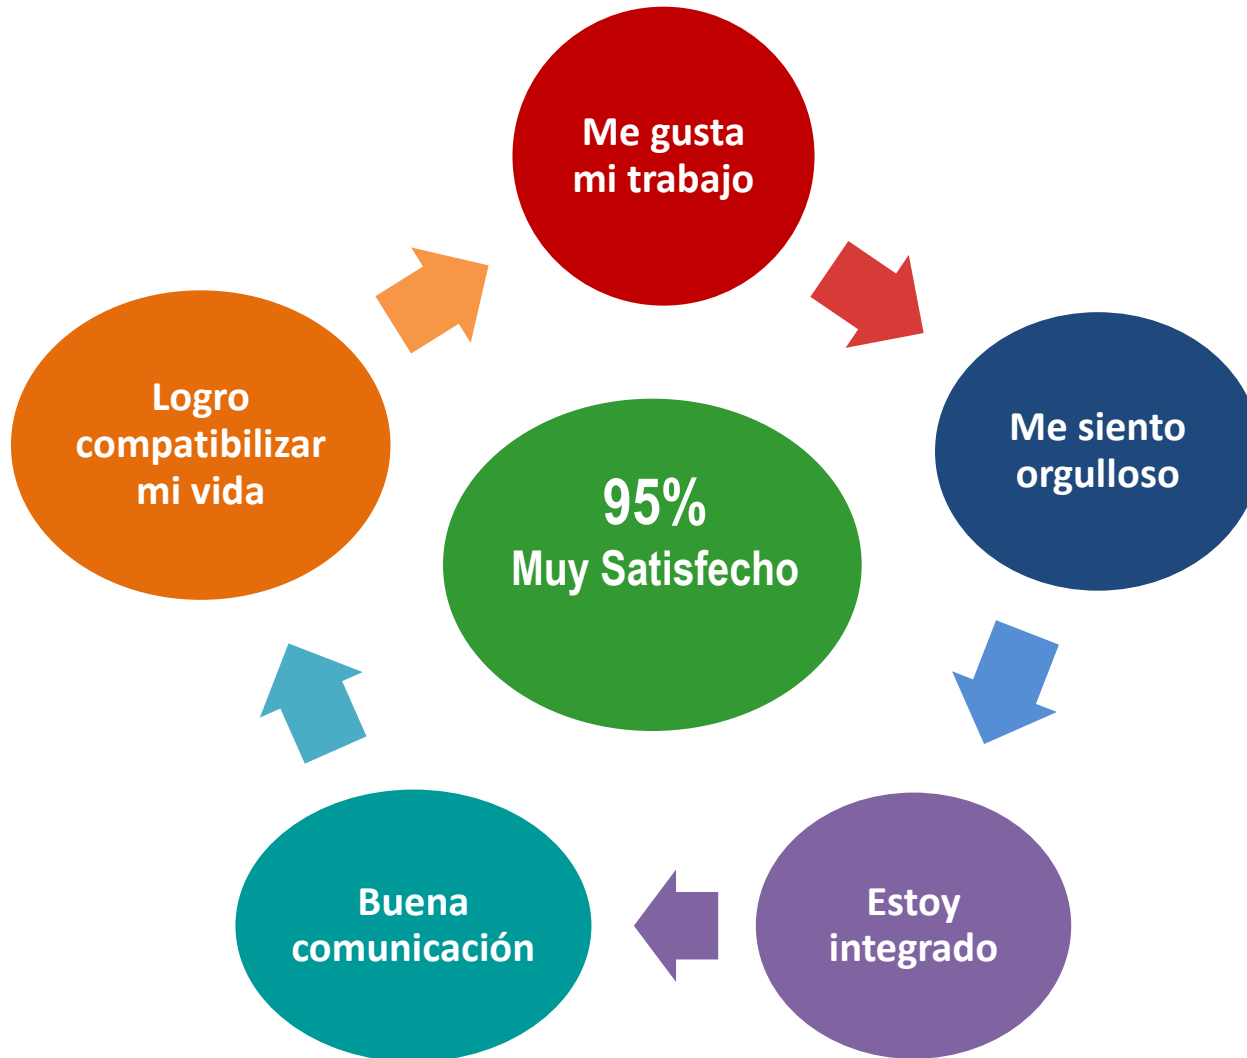 Me gusta
mi trabajo
Me siento
orgulloso
Estoy
integrado
Buena
comunicación
Logro
compatibilizar
mi vida
95%
Muy Satisfecho